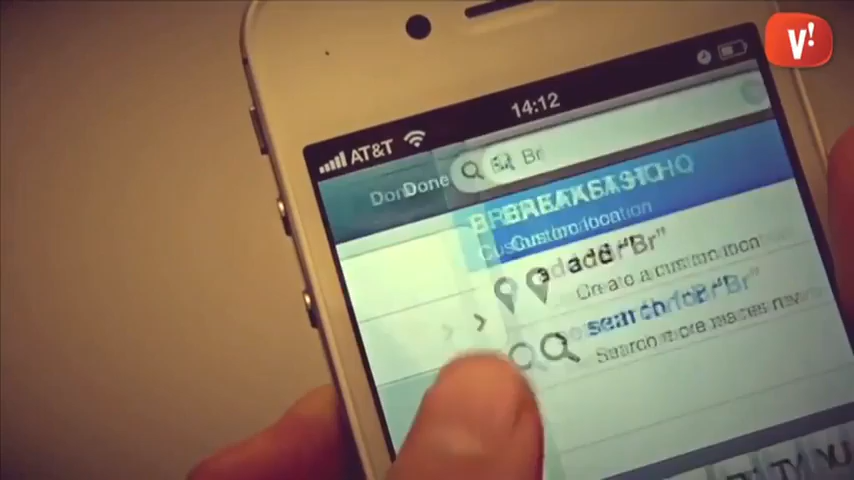 V!
AT&T 14:12
Done Br
BREAKFAST HQ
Custom location
add "Br"
Create a custom location
search for "Br"
Search more places
T Y U